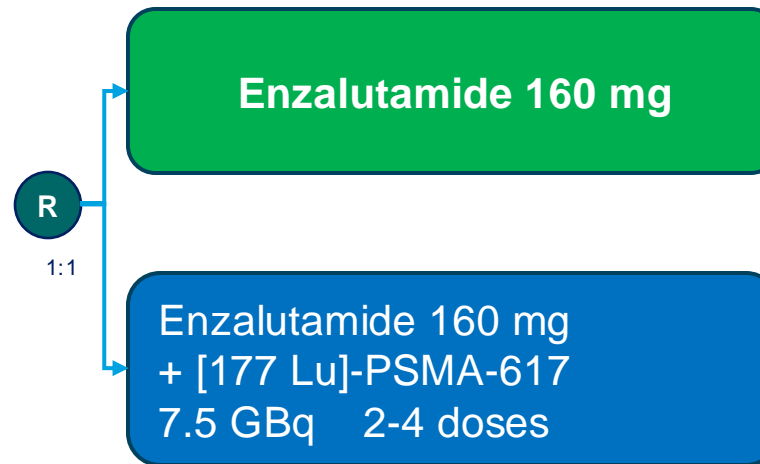 Enzalutamide 160 mg
R
1:1
Enzalutamide 160 mg
+ [177 Lu]-PSMA-617
7.5 GBq 2-4 doses